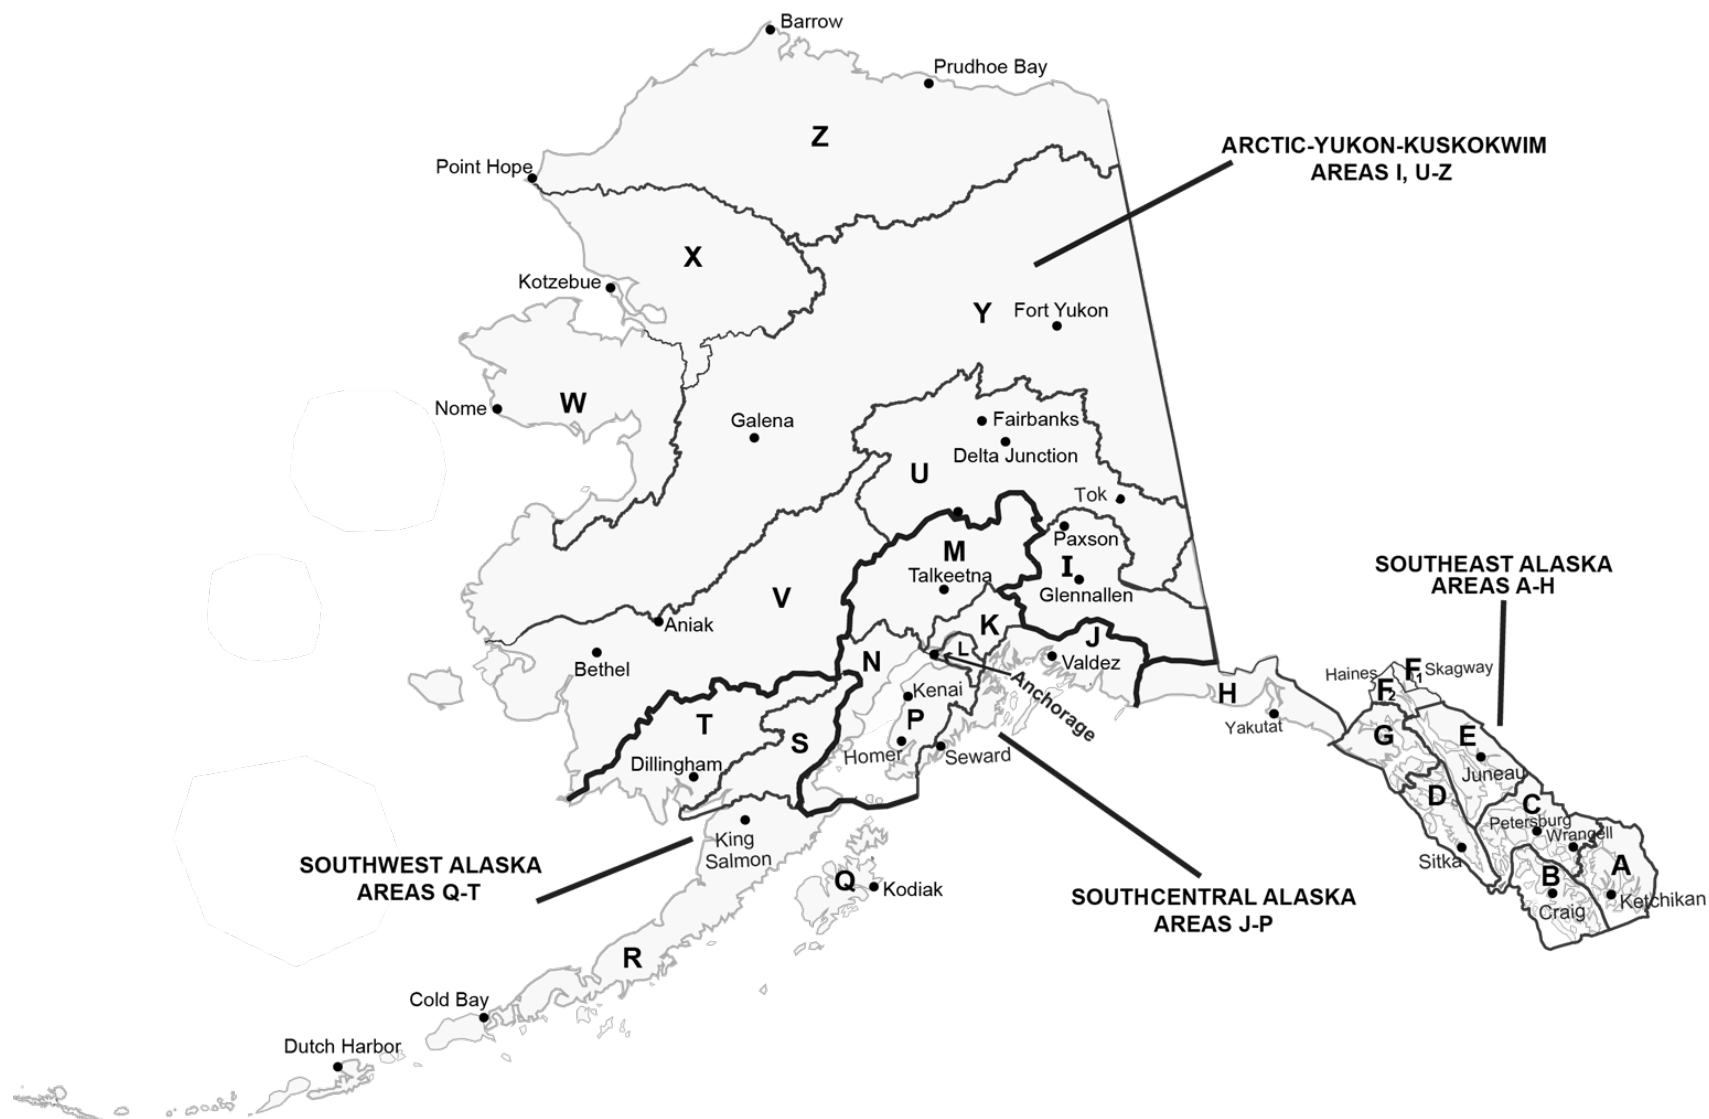 Barrow
Prudhoe Bay
Z
ARCTIC-YUKON-KUSKOKWIM
AREAS I, U-Z
Point Hope
X
Kotzebue
Y
Fort Yukon
W
Nome
Galena
Fairbanks
Delta Junction
U
Tok
Paxson
M
I
Talkeetna
Glennallen
SOUTHEAST ALASKA
AREAS A-H
V
Aniak
K
J
L
N
Valdez
Bethel
Anchorage
Kenai
H
Yakutat
Haines
F1
Skagway
F2
T
P
S
Homer
Seward
G
E
Juneau
Dillingham
D
C
Petersburg
Wrangell
King
Salmon
Sitka
A
B
Ketchikan
Craig
SOUTHWEST ALASKA
AREAS Q-T
Q
Kodiak
SOUTHCENTRAL ALASKA
AREAS J-P
R
Cold Bay
Dutch Harbor